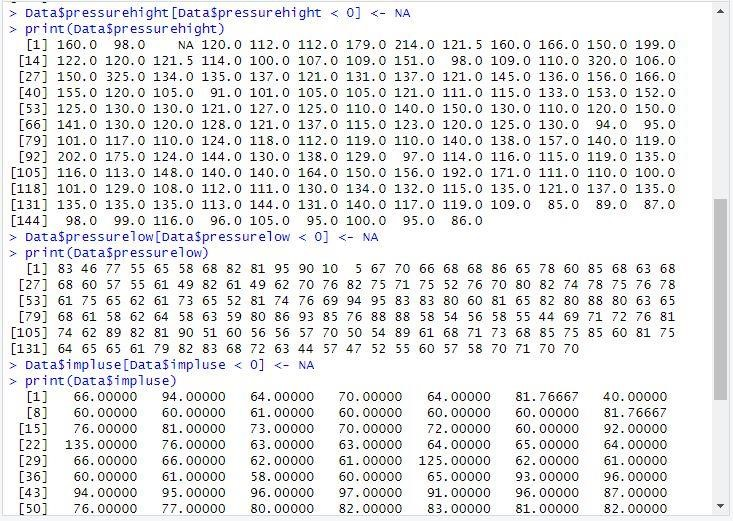 > Data$pressurehight[Data$pressurehight < 0] <- NA
> print(Data$pressurehight)
[1] 160.0 98.0 NA 120.0 112.0 112.0 179.0 214.0 121.5 160.0 166.0 150.0 199.0
[14] 122.0 120.0 121.5 114.0 100.0 107.0 109.0 151.0 98.0 109.0 110.0 320.0 106.0
[27] 150.0 325.0 134.0 135.0 137.0 121.0 131.0 137.0 121.0 145.0 136.0 156.0 166.0
[40] 155.0 120.0 105.0 91.0 101.0 105.0 105.0 121.0 111.0 115.0 133.0 153.0 152.0
[53] 125.0 130.0 130.0 121.0 127.0 125.0 110.0 140.0 150.0 130.0 110.0 120.0 150.0
[66] 141.0 130.0 120.0 128.0 121.0 137.0 115.0 123.0 120.0 125.0 130.0 94.0 95.0
[79] 101.0 117.0 110.0 124.0 118.0 112.0 119.0 110.0 140.0 138.0 157.0 140.0 119.0
[92] 202.0 175.0 124.0 144.0 130.0 138.0 129.0 97.0 114.0 116.0 115.0 119.0 135.0
[105] 116.0 113.0 148.0 140.0 140.0 164.0 150.0 156.0 192.0 171.0 111.0 110.0 100.0
[118] 101.0 129.0 108.0 112.0 111.0 130.0 134.0 132.0 115.0 135.0 121.0 137.0 135.0
[131] 135.0 135.0 135.0 113.0 144.0 131.0 140.0 117.0 119.0 109.0 85.0 89.0 87.0
[144] 98.0 99.0 116.0 96.0 105.0 95.0 100.0 95.0 86.0
> Data$pressurelow[Data$pressurelow < 0] <- NA
> print(Data$pressurelow)
[1] 83 46 77 55 65 58 68 82 81 95 90 10 5 67 70 66 68 68 86 65 78 60 85 68 63 68
[27] 68 60 57 55 61 49 82 61 49 62 70 76 82 75 71 75 52 76 70 80 82 74 78 75 76 78
[53] 61 75 65 62 61 73 65 52 81 74 76 69 94 95 83 83 80 60 81 65 82 80 88 80 63 65
[79] 68 61 58 62 64 58 63 59 80 86 93 85 76 88 88 58 54 56 58 55 44 69 71 72 76 81
[105] 74 62 89 82 81 90 51 60 56 56 57 70 50 54 89 61 68 71 73 68 85 75 85 60 81 75
[131] 64 65 65 61 79 82 83 68 72 63 44 57 47 52 55 60 57 58 70 71 70 70
> Data$impluse[Data$impluse < 0] <- NA
> print(Data$impluse)
[1] 66.00000 94.00000 64.00000 70.00000 64.00000 81.76667 40.00000
[8] 60.00000 60.00000 61.00000 60.00000 60.00000 60.00000 81.76667
[15] 76.00000 81.00000 73.00000 70.00000 72.00000 60.00000 92.00000
[22] 135.00000 76.00000 63.00000 63.00000 64.00000 65.00000 64.00000
[29] 66.00000 66.00000 62.00000 61.00000 125.00000 62.00000 61.00000
[36] 60.00000 61.00000 58.00000 60.00000 65.00000 93.00000 96.00000
[43] 94.00000 95.00000 96.00000 97.00000 91.00000 96.00000 87.00000
[50] 76.00000 77.00000 80.00000 82.00000 83.00000 81.00000 82.00000